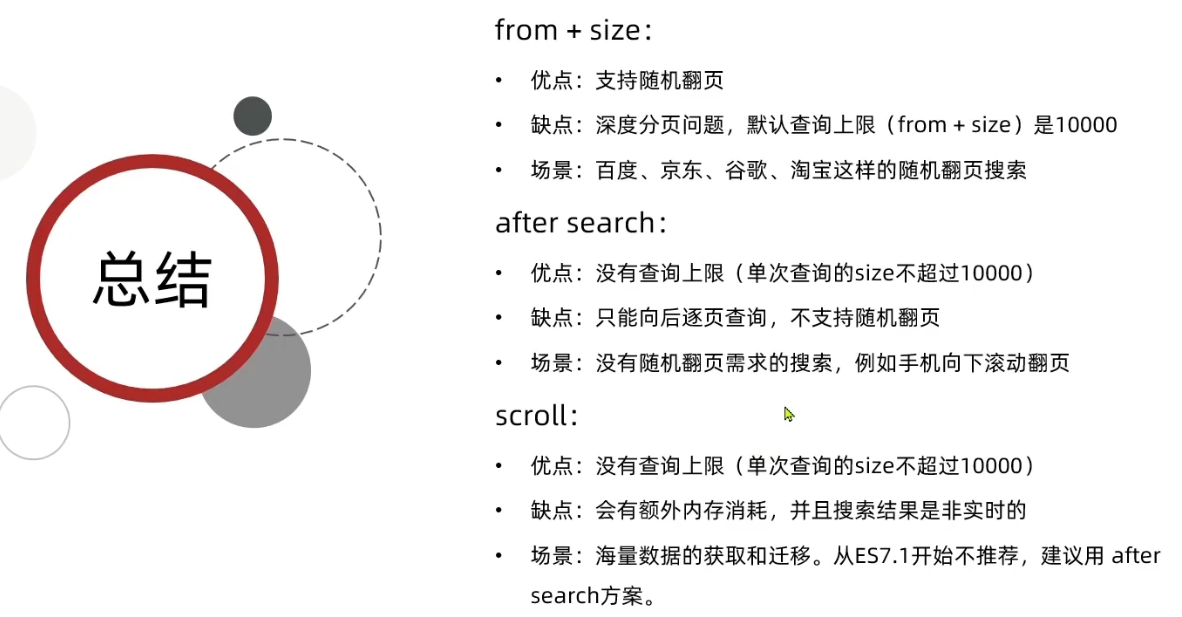 总结
from + size：
• 优点：支持随机翻页
• 缺点：深度分页问题，默认查询上限（from + size）是10000
• 场景：百度、京东、谷歌、淘宝这样的随机翻页搜索
after search：
• 优点：没有查询上限（单次查询的size不超过10000）
• 缺点：只能向后逐页查询，不支持随机翻页
• 场景：没有随机翻页需求的搜索，例如手机向下滚动翻页
scroll：
• 优点：没有查询上限（单次查询的size不超过10000）
• 缺点：会有额外内存消耗，并且搜索结果是非实时的
• 场景：海量数据的获取和迁移。从ES7.1开始不推荐，建议用 after
search方案。